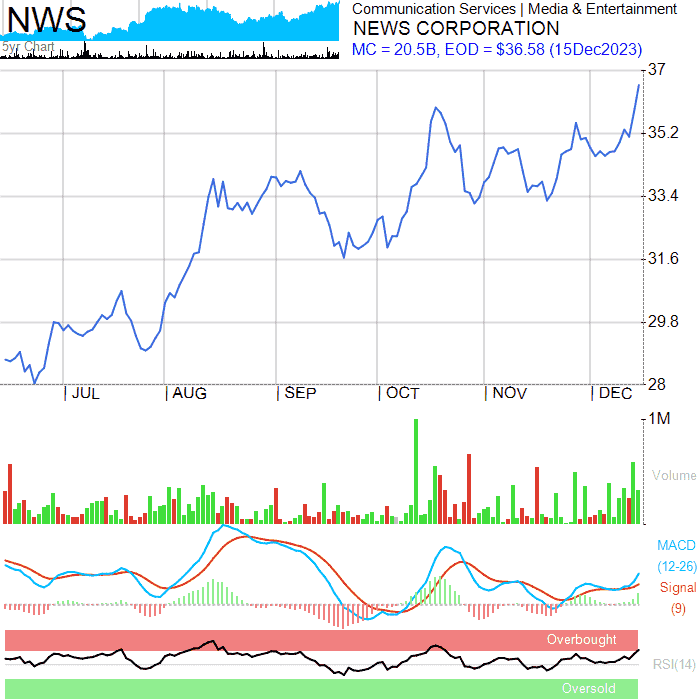 NWS
5yr Chart
Communication Services | Media & Entertainment
NEWS CORPORATION
MC = 20.5B, EOD = $36.58 (15Dec2023)
37
35.2
33.4
31.6
29.8
28
| JUL | AUG | SEP | OCT | NOV | DEC
1M
Volume
MACD
(12-26)
Signal
(9)
Overbought
RSI(14)
Oversold